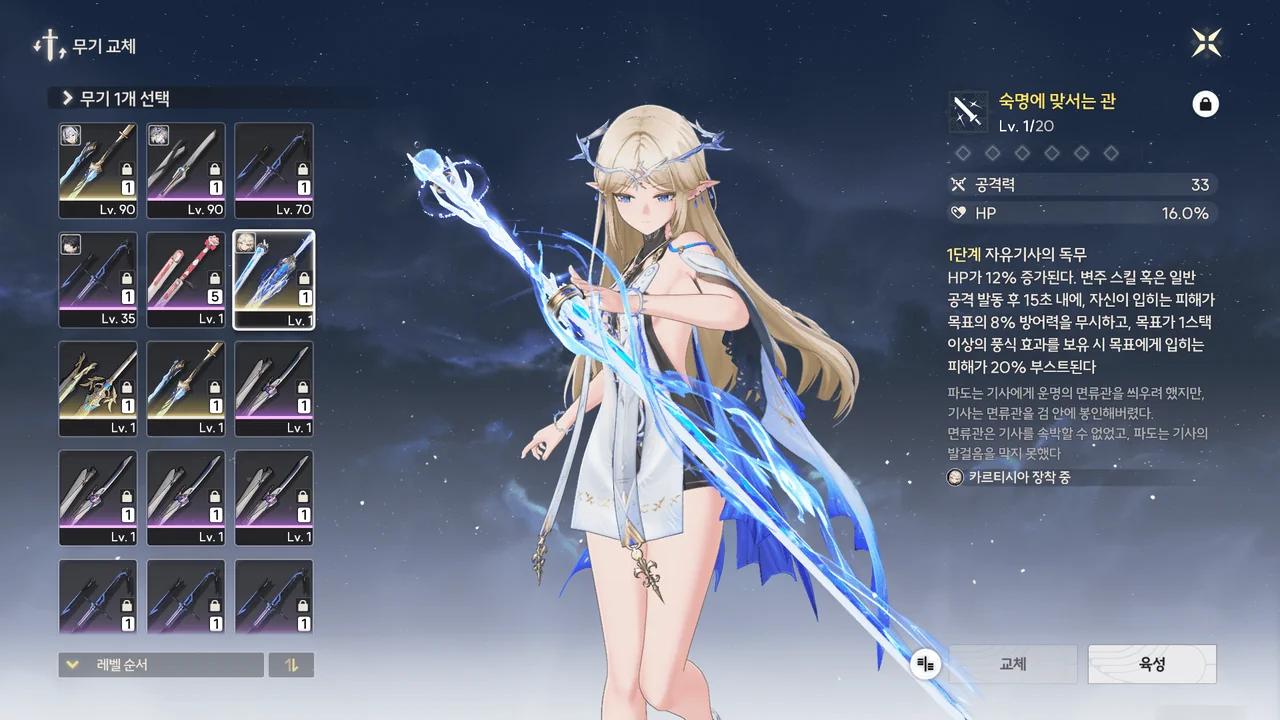 무기 교체
무기 1개 선택
1
Lv. 90
1
Lv. 90
1
Lv. 70
1
Lv. 35
5
Lv. 1
1
Lv. 1
1
Lv. 1
1
Lv. 1
1
Lv. 1
1
Lv. 1
1
Lv. 1
1
Lv. 1
1
1
1
레벨 순서
숙명에 맞서는 관
Lv. 1/20
공격력 33
HP 16.0%
1단계 자유기사의 독무
HP가 12% 증가된다. 변주 스킬 혹은 일반
공격 발동 후 15초 내에, 자신이 입히는 피해가
목표의 8% 방어력을 무시하고, 목표가 1스택
이상의 풍식 효과를 보유 시 목표에게 입히는
피해가 20% 부스트된다
파도는 기사에게 운명의 면류관을 씌우려 했지만,
기사는 면류관을 검 안에 봉인해버렸다.
면류관은 기사를 속박할 수 없었고, 파도는 기사의
발걸음을 막지 못했다
카르티시아 장착 중
교체
육성